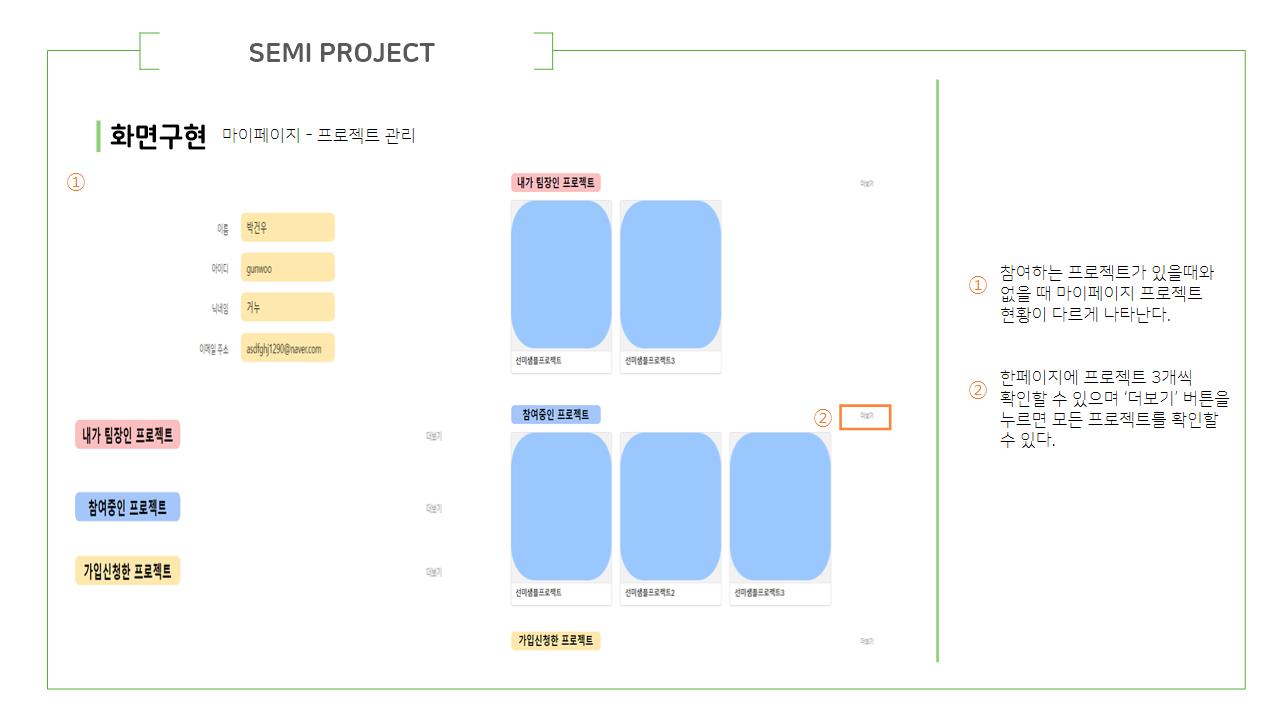 SEMI PROJECT
화면구현 마이페이지 - 프로젝트 관리
①
이름 박건우
아이디 gunwoo
닉네임 거누
이메일 주소 asdfghj1290@naver.com
내가 팀장인 프로젝트 더보기
참여중인 프로젝트 더보기
가입신청한 프로젝트 더보기
내가 팀장인 프로젝트 더보기
선미샘플프로젝트 선미샘플프로젝트3
참여중인 프로젝트 ② 더보기
선미샘플프로젝트 선미샘플프로젝트2 선미샘플프로젝트3
가입신청한 프로젝트 더보기
① 참여하는 프로젝트가 있을때와
없을 때 마이페이지 프로젝트
현황이 다르게 나타난다.
② 한페이지에 프로젝트 3개씩
확인할 수 있으며 ‘더보기’ 버튼을
누르면 모든 프로젝트를 확인할
수 있다.